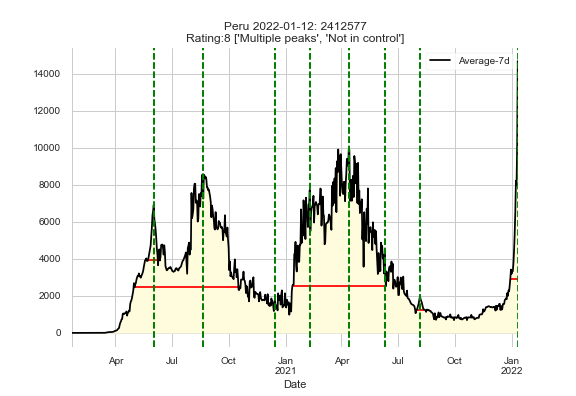 Peru 2022-01-12: 2412577
Rating:8 ['Multiple peaks', 'Not in control']
Average-7d
14000
12000
10000
8000
6000
4000
2000
0
Apr Jul Oct Jan Apr Jul Oct Jan
2021 2022
Date